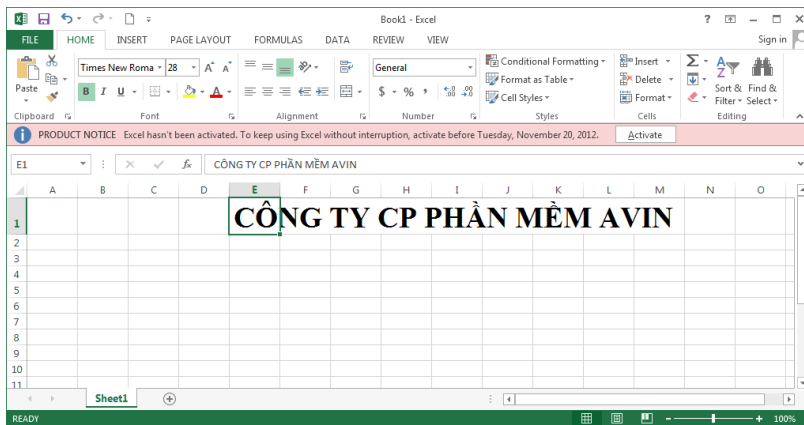 Book1 - Excel
FILE HOME INSERT PAGE LAYOUT FORMULAS DATA REVIEW VIEW Sign in
Paste
Times New Roma 28
General
Conditional Formatting
Format as Table
Cell Styles
Insert
Delete
Format
Sort & Filter
Find & Select
Clipboard Font Alignment Number Styles Cells Editing
PRODUCT NOTICE Excel hasn't been activated. To keep using Excel without interruption, activate before Tuesday, November 20, 2012. Activate
E1 fx CÔNG TY CP PHẦN MỀM AVIN
A B C D E F G H I J K L M N O
1 CÔNG TY CP PHẦN MỀM AVIN
2
3
4
5
6
7
8
9
10
11
Sheet1
READY 100%